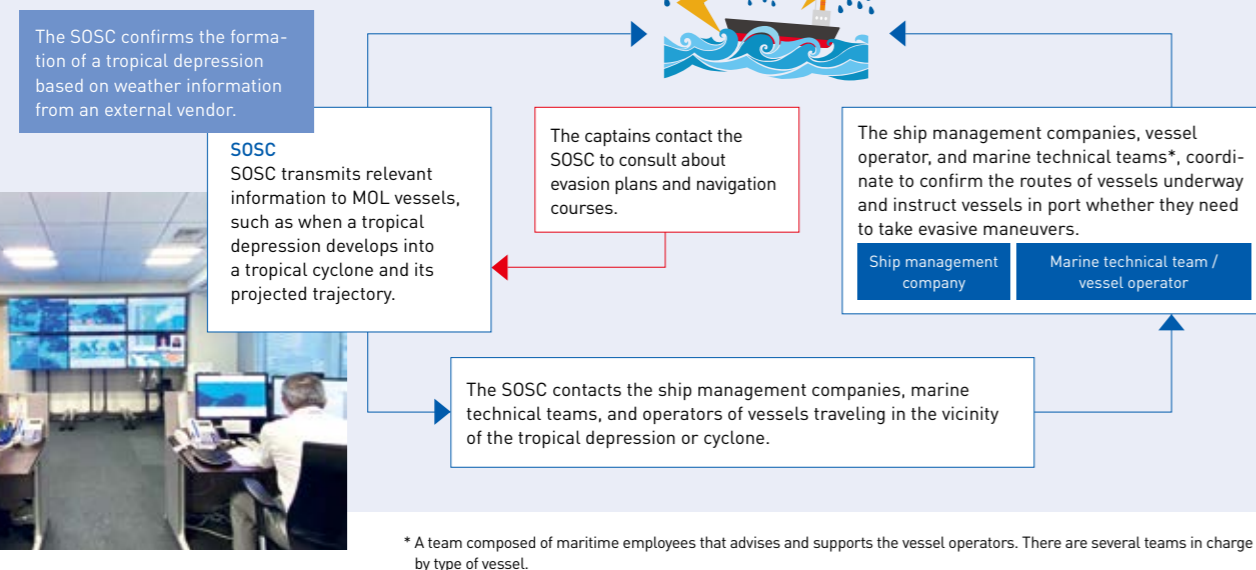 The SOSC confirms the forma-
tion of a tropical depression
based on weather information
from an external vendor.
SOSC
SOSC transmits relevant
information to MOL vessels,
such as when a tropical
depression develops into
a tropical cyclone and its
projected trajectory.
The captains contact the
SOSC to consult about
evasion plans and navigation
courses.
The ship management companies, vessel
operator, and marine technical teams*, coordi-
nate to confirm the routes of vessels underway
and instruct vessels in port whether they need
to take evasive maneuvers.
Ship management
company
Marine technical team /
vessel operator
The SOSC contacts the ship management companies, marine
technical teams, and operators of vessels traveling in the vicinity
of the tropical depression or cyclone.
* A team composed of maritime employees that advises and supports the vessel operators. There are several teams in charge
by type of vessel.